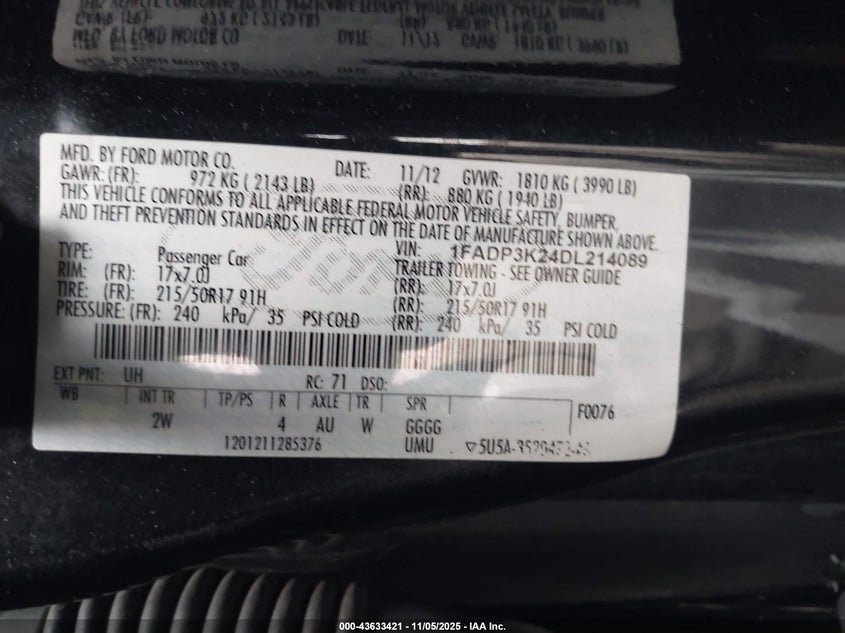 MFD. BY FORD MOTOR CO.
DATE: 11/12 GVWR: 1810 KG ( 3990 LB)
GAWR: (FR): 972 KG ( 2143 LB) (RR): 880 KG ( 1940 LB)
THIS VEHICLE CONFORMS TO ALL APPLICABLE FEDERAL MOTOR VEHICLE SAFETY, BUMPER,
AND THEFT PREVENTION STANDARDS IN EFFECT ON THE DATE OF MANUFACTURE SHOWN ABOVE.
VIN: 1FADP3K24DL214089
TYPE: Passenger Car TRAILER TOWING - SEE OWNER GUIDE
RIM: (FR): 17x7.0J (RR): 17x7.0J
TIRE: (FR): 215/50R17 91H (RR): 215/50R17 91H
PRESSURE: (FR): 240 kPa/ 35 PSI COLD (RR): 240 kPa/ 35 PSI COLD
EXT PNT: UH RC: 71 DSO:
WB INT TR TP/PS R AXLE TR SPR
2W 4 AU W GGGG F0076
1201211285376 UMU 5U5A-
000-43633421 | 11/05/2025 - IAA Inc.